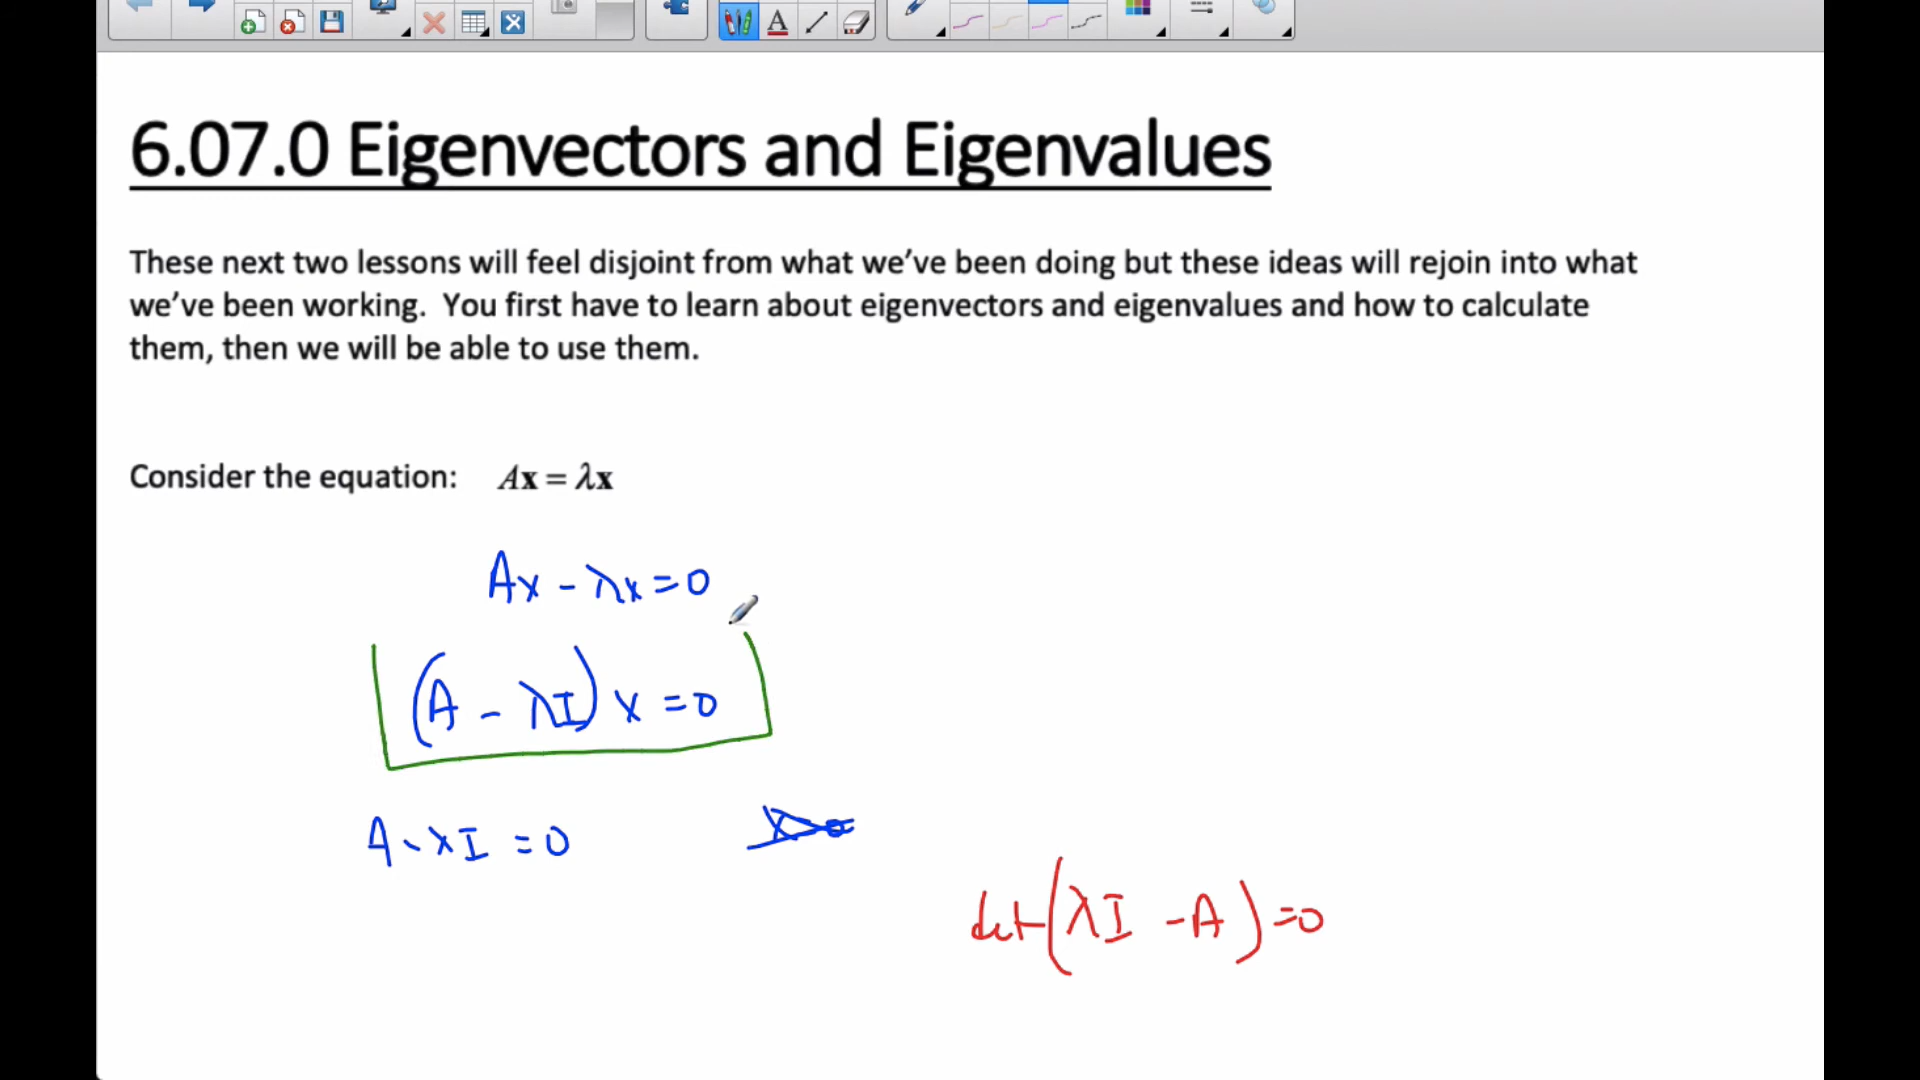 6.07.0 Eigenvectors and Eigenvalues
These next two lessons will feel disjoint from what we've been doing but these ideas will rejoin into what
we've been working.  You first have to learn about eigenvectors and eigenvalues and how to calculate
them, then we will be able to use them.
Consider the equation: Ax = λx
Ax - λx = 0
(A - λI) x = 0
A - λI = 0
det(λI - A) = 0